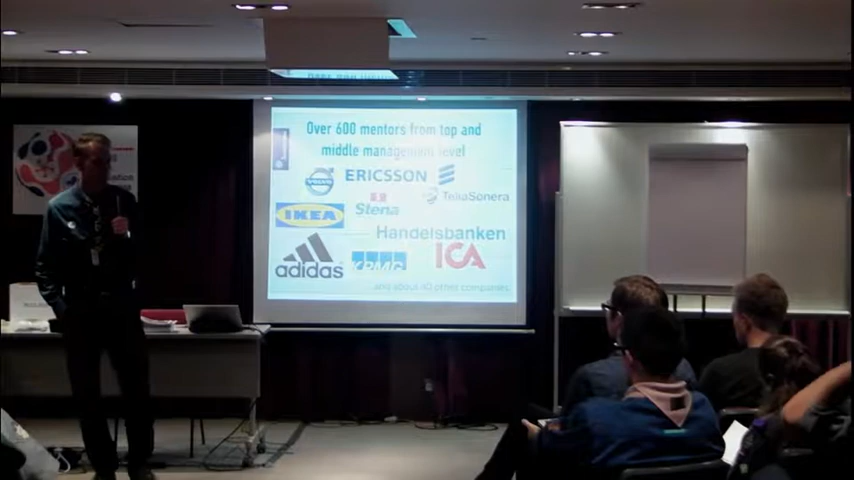 Over 600 mentors from top and
middle management level
VOLVO
ERICSSON
TeliaSonera
Stena
IKEA
Handelsbanken
adidas
KPMG
ICA
and about 40 other companies